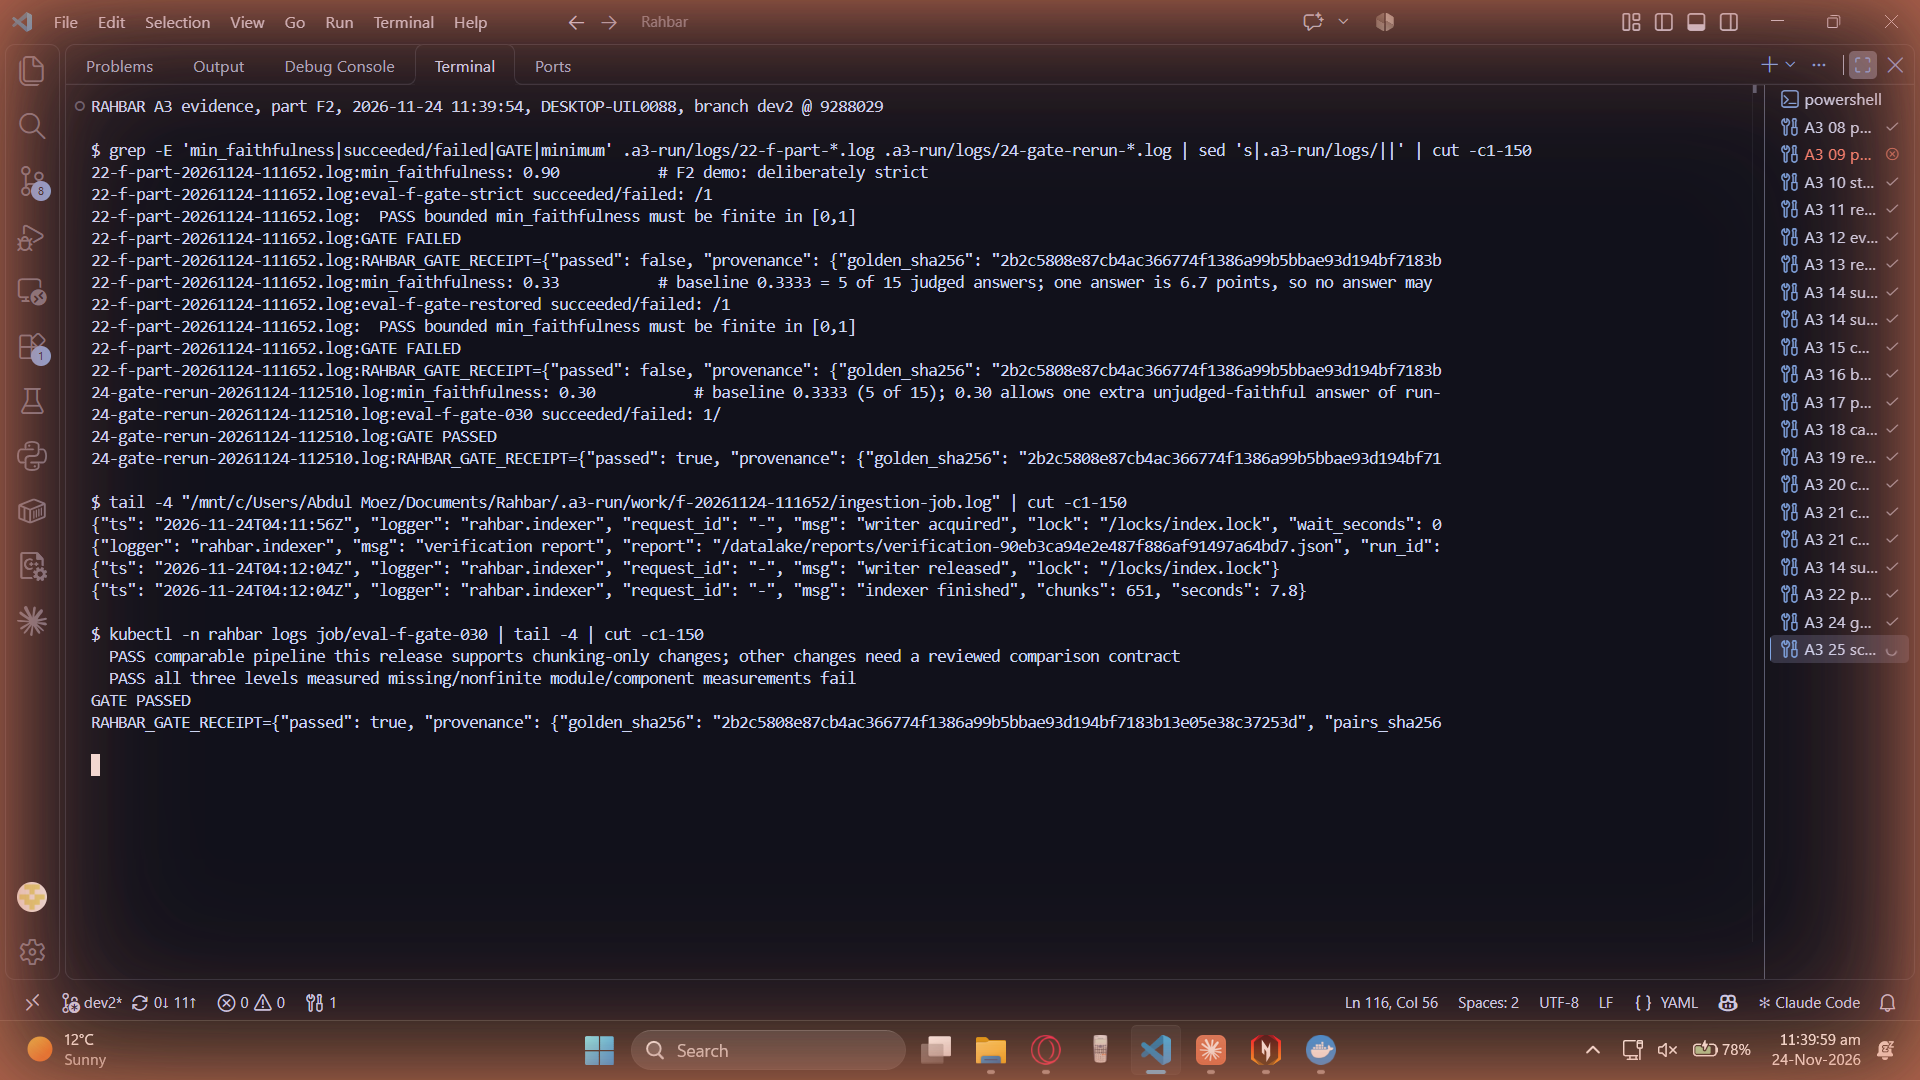 File Edit Selection View Go Run Terminal Help Rahbar
Problems Output Debug Console Terminal Ports
RAHBAR A3 evidence, part F2, 2026-11-24 11:39:54, DESKTOP-UIL0088, branch dev2 @ 9288029
$ grep -E 'min_faithfulness|succeeded/failed|GATE|minimum' .a3-run/logs/22-f-part-*.log .a3-run/logs/24-gate-rerun-*.log | sed 's|.a3-run/logs/||' | cut -c1-150
22-f-part-20261124-111652.log:min_faithfulness: 0.90 # F2 demo: deliberately strict
22-f-part-20261124-111652.log:eval-f-gate-strict succeeded/failed: /1
22-f-part-20261124-111652.log: PASS bounded min_faithfulness must be finite in [0,1]
22-f-part-20261124-111652.log:GATE FAILED
22-f-part-20261124-111652.log:RAHBAR_GATE_RECEIPT={"passed": false, "provenance": {"golden_sha256": "2b2c5808e87cb4ac366774f1386a99b5bbae93d194bf7183b
22-f-part-20261124-111652.log:min_faithfulness: 0.33 # baseline 0.3333 = 5 of 15 judged answers; one answer is 6.7 points, so no answer may
22-f-part-20261124-111652.log:eval-f-gate-restored succeeded/failed: /1
22-f-part-20261124-111652.log: PASS bounded min_faithfulness must be finite in [0,1]
22-f-part-20261124-111652.log:GATE FAILED
22-f-part-20261124-111652.log:RAHBAR_GATE_RECEIPT={"passed": false, "provenance": {"golden_sha256": "2b2c5808e87cb4ac366774f1386a99b5bbae93d194bf7183b
24-gate-rerun-20261124-112510.log:min_faithfulness: 0.30 # baseline 0.3333 (5 of 15); 0.30 allows one extra unjudged-faithful answer of run-
24-gate-rerun-20261124-112510.log:eval-f-gate-030 succeeded/failed: 1/
24-gate-rerun-20261124-112510.log:GATE PASSED
24-gate-rerun-20261124-112510.log:RAHBAR_GATE_RECEIPT={"passed": true, "provenance": {"golden_sha256": "2b2c5808e87cb4ac366774f1386a99b5bbae93d194bf71
$ tail -4 "/mnt/c/Users/Abdul Moez/Documents/Rahbar/.a3-run/work/f-20261124-111652/ingestion-job.log" | cut -c1-150
{"ts": "2026-11-24T04:11:56Z", "logger": "rahbar.indexer", "request_id": "-", "msg": "writer acquired", "lock": "/locks/index.lock", "wait_seconds": 0
{"logger": "rahbar.indexer", "msg": "verification report", "report": "/datalake/reports/verification-90eb3ca94e2e487f886af91497a64bd7.json", "run_id":
{"ts": "2026-11-24T04:12:04Z", "logger": "rahbar.indexer", "request_id": "-", "msg": "writer released", "lock": "/locks/index.lock"}
{"ts": "2026-11-24T04:12:04Z", "logger": "rahbar.indexer", "request_id": "-", "msg": "indexer finished", "chunks": 651, "seconds": 7.8}
$ kubectl -n rahbar logs job/eval-f-gate-030 | tail -4 | cut -c1-150
PASS comparable pipeline this release supports chunking-only changes; other changes need a reviewed comparison contract
PASS all three levels measured missing/nonfinite module/component measurements fail
GATE PASSED
RAHBAR_GATE_RECEIPT={"passed": true, "provenance": {"golden_sha256": "2b2c5808e87cb4ac366774f1386a99b5bbae93d194bf7183b13e05e38c37253d", "pairs_sha256
powershell
A3 08 p...
A3 09 p...
A3 10 st...
A3 11 re...
A3 12 ev...
A3 13 re...
A3 14 su...
A3 14 su...
A3 15 c...
A3 16 b...
A3 17 p...
A3 18 ca...
A3 19 re...
A3 20 c...
A3 21 c...
A3 21 c...
A3 14 su...
A3 22 p...
A3 24 g...
A3 25 sc...
8
1
dev2* 0↓ 11↑ 0 0 1
Ln 116, Col 56 Spaces: 2 UTF-8 LF { } YAML Claude Code
12°C
Sunny
Search
78%
11:39:59 am
24-Nov-2026